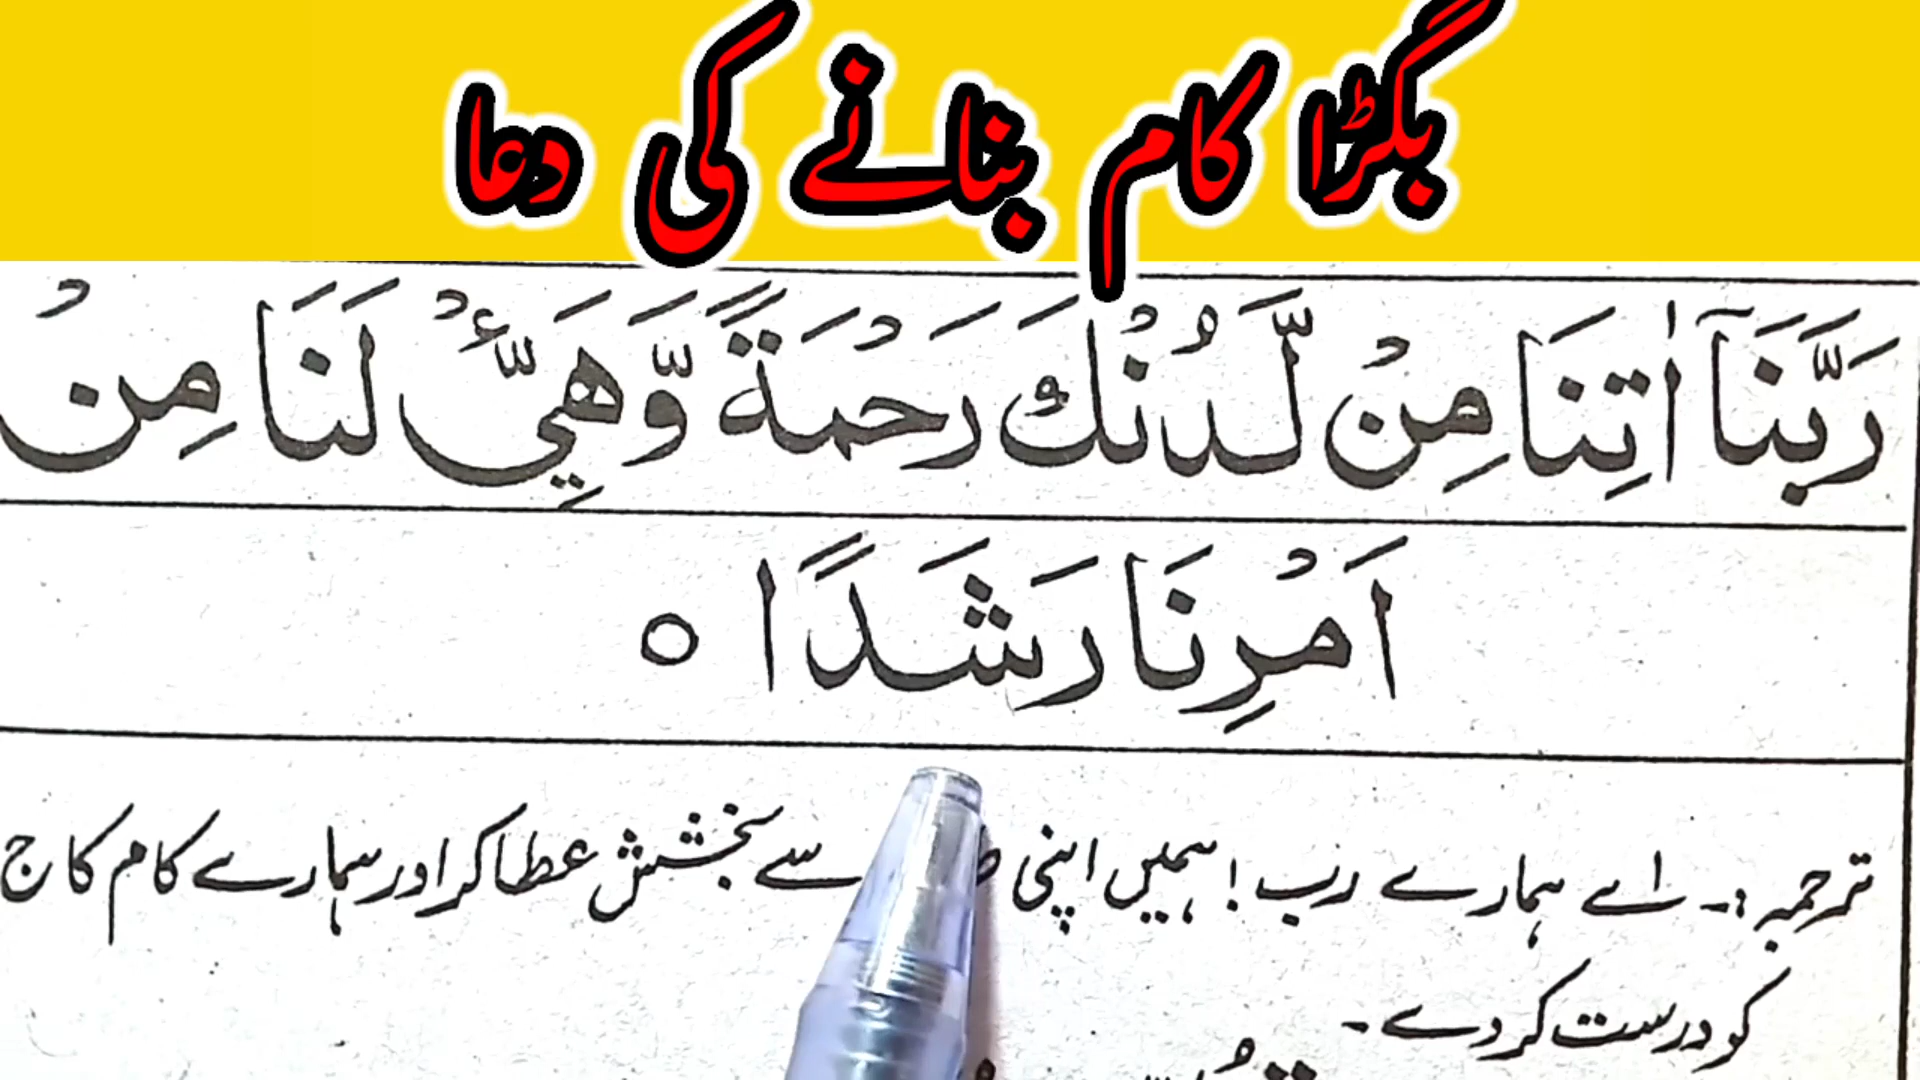 بگڑا کام بنانے کی دعا
رَبَّنَآ اٰتِنَا مِنْ لَّدُنْكَ رَحْمَةً وَّهَيِّئْ لَنَا مِنْ
اَمْرِنَا رَشَدًا ○
ترجمہ :۔ اے ہمارے رب ! ہمیں اپنی سے بخشش عطا کر اور ہمارے کام کاج
کو درست کر دے ۔